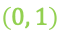 (0, 1)